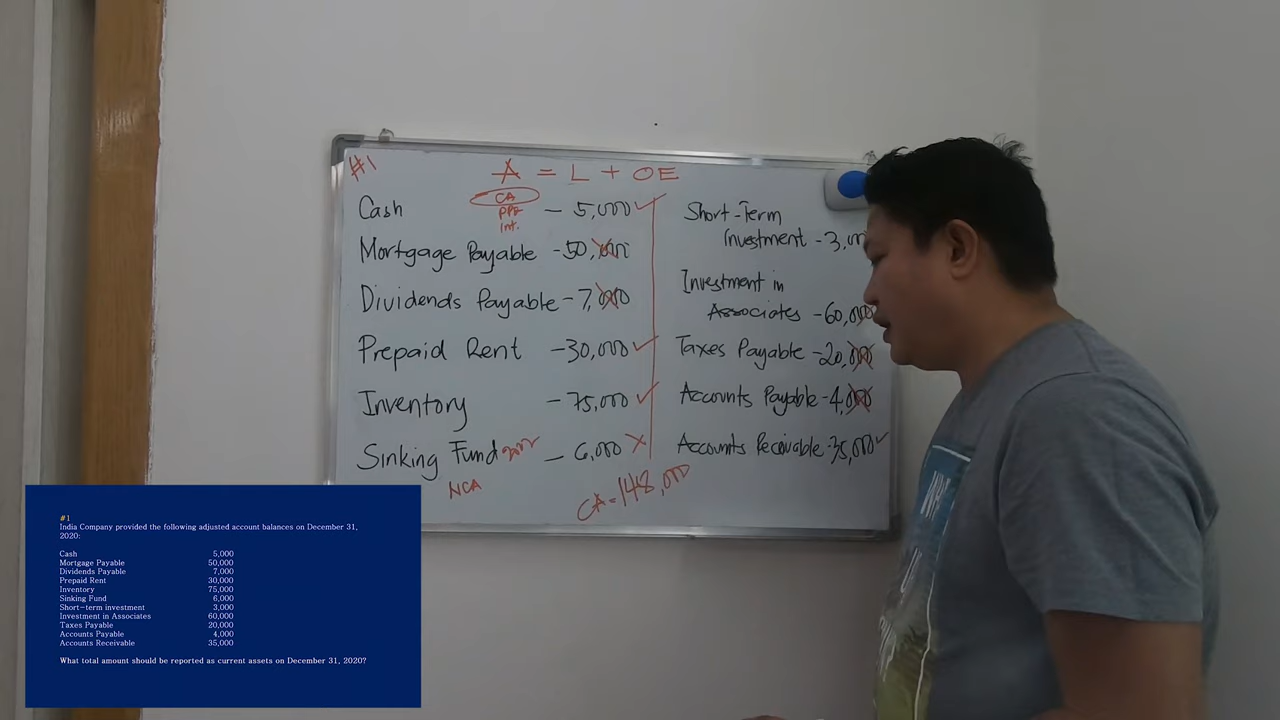 #1
A = L + OE
CA
PPE
Int.
Cash - 5,000
Mortgage Payable - 50,000
Dividends Payable - 7,000
Prepaid Rent - 30,000
Inventory - 75,000
Sinking Fund - 6,000
NCA
CA = 148,000
Short-Term
Investment - 3,000
Investment in
Associates - 60,000
Taxes Payable - 20,000
Accounts Payable - 4,000
Accounts Receivable - 35,000
#1
India Company provided the following adjusted account balances on December 31,
2020:
Cash 5,000
Mortgage Payable 50,000
Dividends Payable 7,000
Prepaid Rent 30,000
Inventory 75,000
Sinking Fund 6,000
Short-term investment 3,000
Investment in Associates 60,000
Taxes Payable 20,000
Accounts Payable 4,000
Accounts Receivable 35,000
What total amount should be reported as current assets on December 31, 2020?